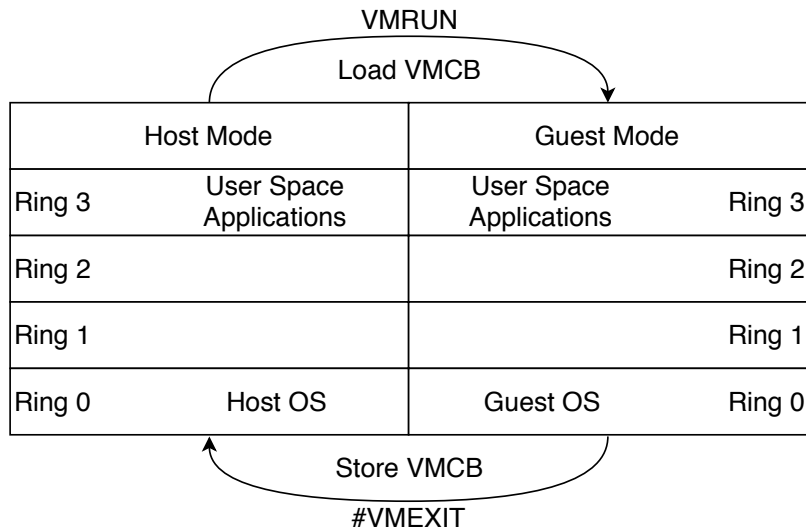 VMRUN
Load VMCB
Host Mode Guest Mode
Ring 3 User Space Applications User Space Applications Ring 3
Ring 2 Ring 2
Ring 1 Ring 1
Ring 0 Host OS Guest OS Ring 0
Store VMCB
#VMEXIT